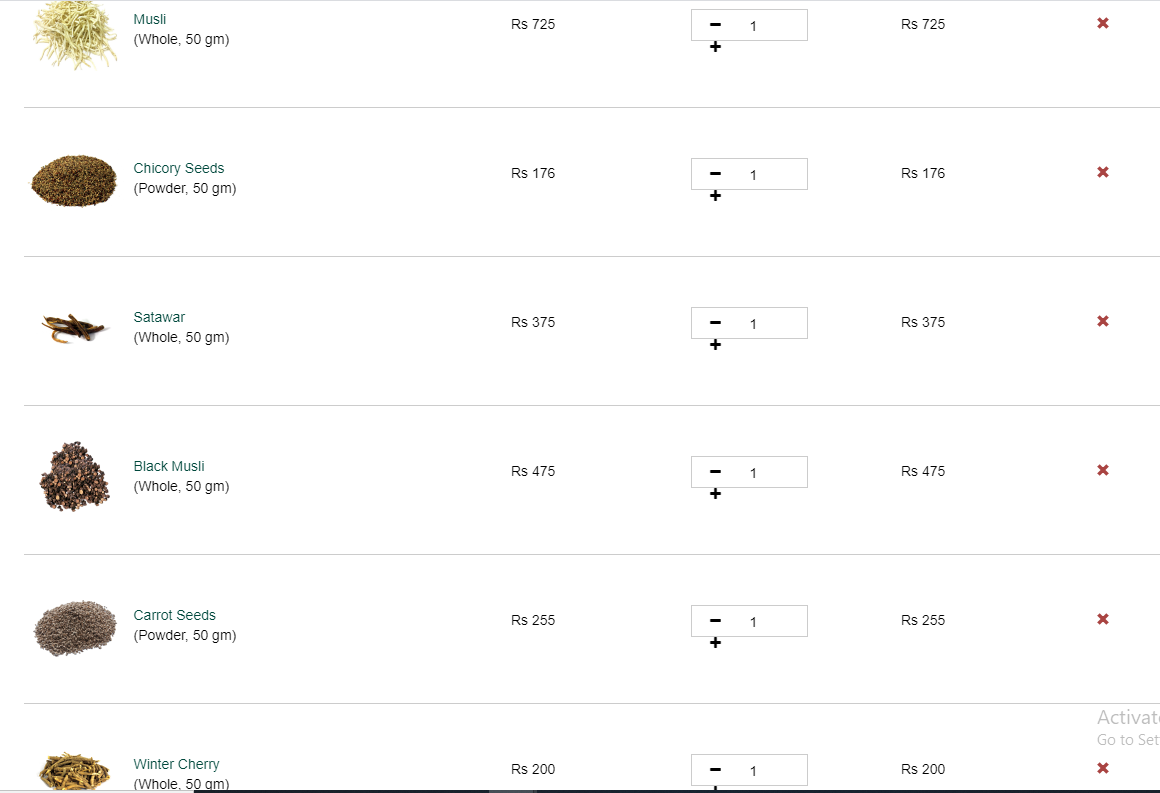 Musli
(Whole, 50 gm)
Rs 725
1
Rs 725
Chicory Seeds
(Powder, 50 gm)
Rs 176
1
Rs 176
Satawar
(Whole, 50 gm)
Rs 375
1
Rs 375
Black Musli
(Whole, 50 gm)
Rs 475
1
Rs 475
Carrot Seeds
(Powder, 50 gm)
Rs 255
1
Rs 255
Activat
Go to Set
Winter Cherry
(Whole, 50 gm)
Rs 200
1
Rs 200